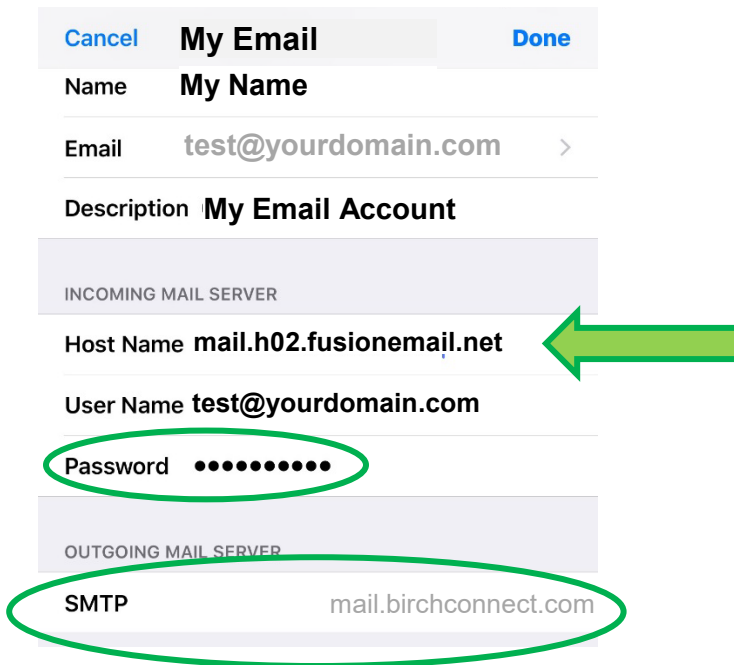 Cancel My Email Done
Name My Name
Email test@yourdomain.com >
Description My Email Account
INCOMING MAIL SERVER
Host Name mail.h02.fusionemail.net
User Name test@yourdomain.com
Password ●●●●●●●●●●
OUTGOING MAIL SERVER
SMTP mail.birchconnect.com